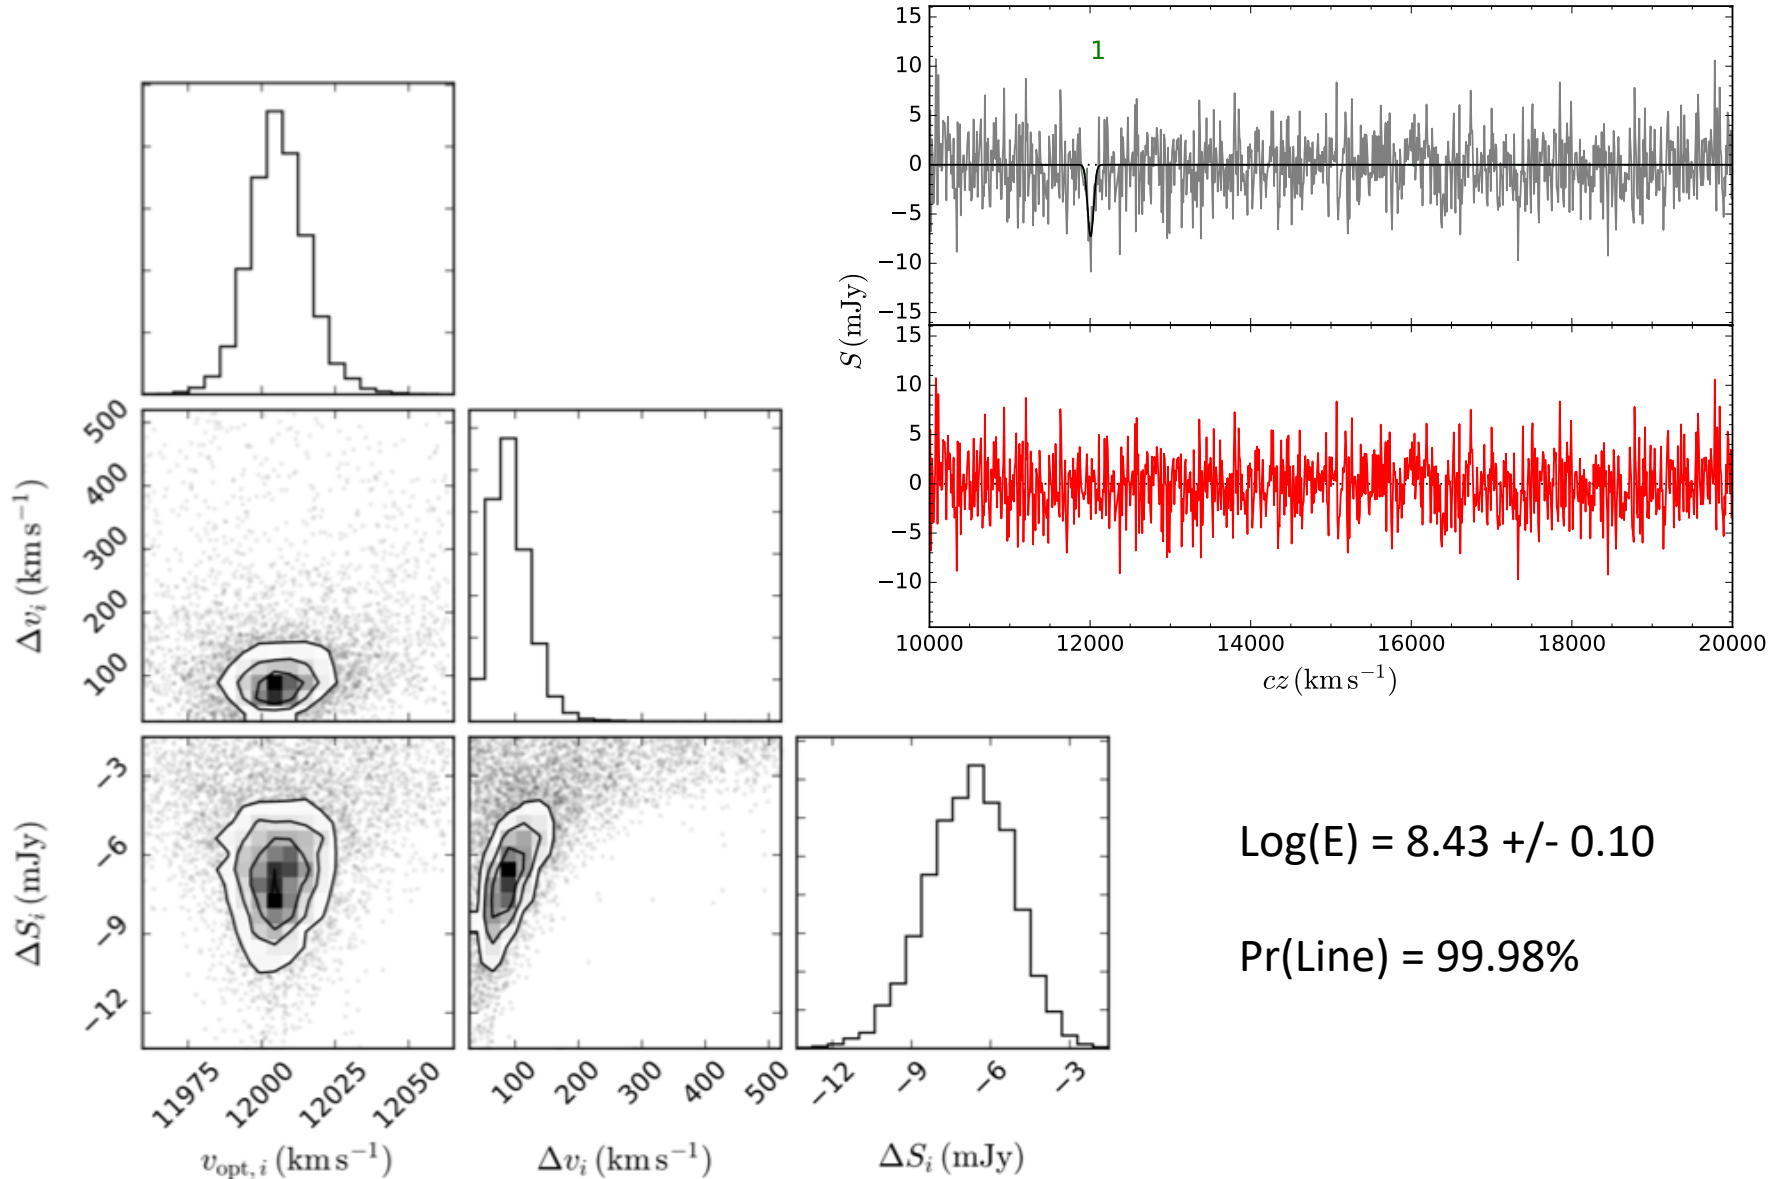 15
10
5
0
−5
−10
−15
1
S (mJy)
15
10
5
0
−5
−10
10000 12000 14000 16000 18000 20000
cz (km s⁻¹)
500
400
300
200
100
Δvᵢ (km s⁻¹)
−3
−6
−9
−12
ΔSᵢ (mJy)
11975 12000 12025 12050
v_opt, i (km s⁻¹)
100 200 300 400 500
Δvᵢ (km s⁻¹)
−12 −9 −6 −3
ΔSᵢ (mJy)
Log(E) = 8.43 +/- 0.10
Pr(Line) = 99.98%